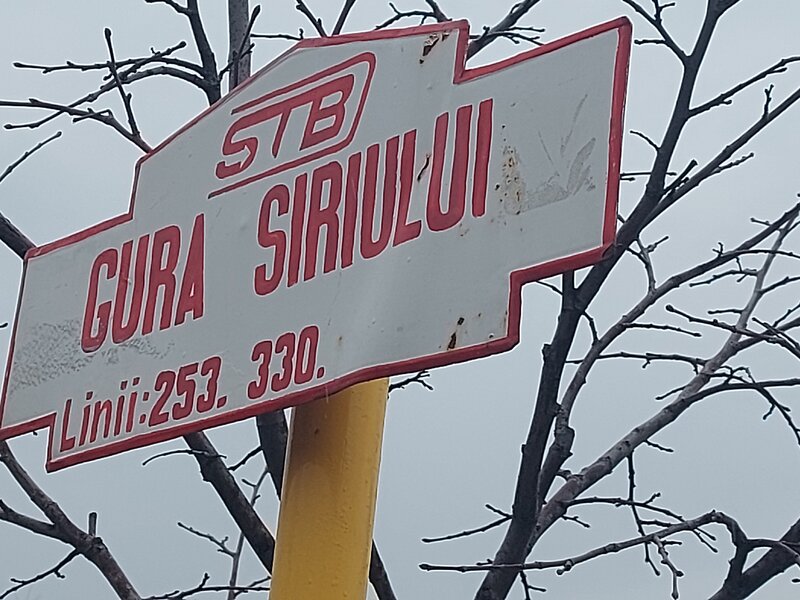 STB
GURA SIRIULUI
Linii:253. 330.